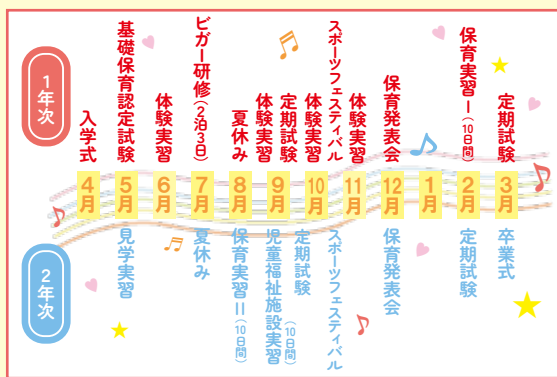 1年次
入学式
基礎保育認定試験
体験実習
ビガー研修(2泊3日)
夏休み
体験実習
定期試験
体験実習
スポーツフェスティバル
体験実習
保育発表会
保育実習Ⅰ(10日間)
定期試験
4月
5月
6月
7月
8月
9月
10月
11月
12月
1月
2月
3月
2年次
見学実習
夏休み
保育実習Ⅱ(10日間)
児童福祉施設実習(10日間)
定期試験
スポーツフェスティバル
保育発表会
定期試験
卒業式